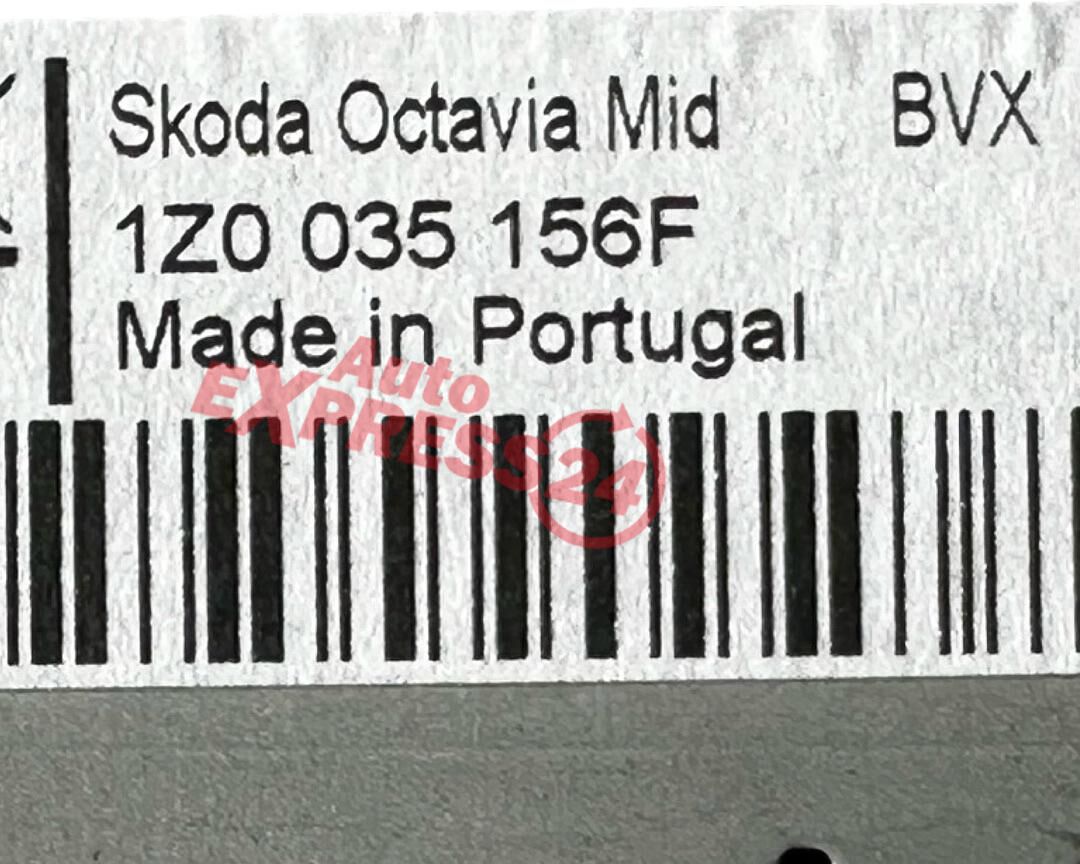 Skoda Octavia Mid BVX
1Z0 035 156F
Made in Portugal
Auto
EXPRESS24